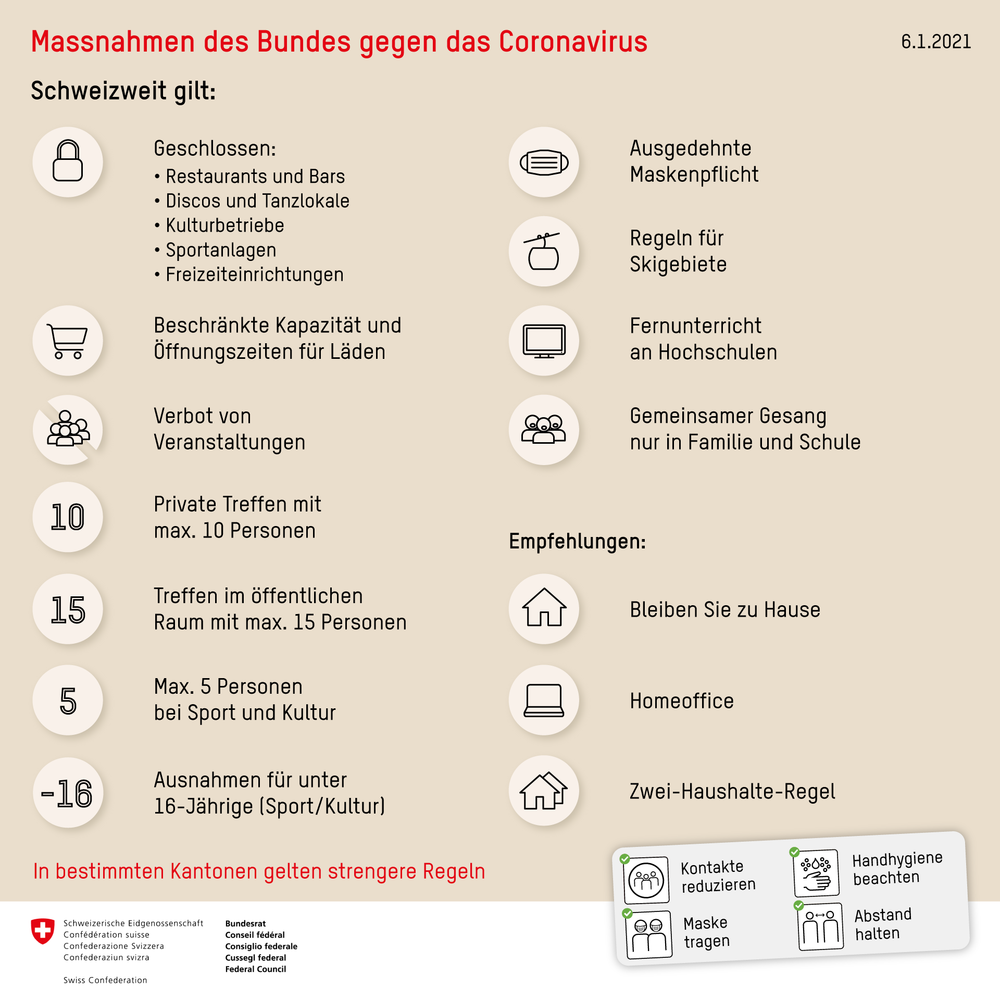 Massnahmen des Bundes gegen das Coronavirus
6.1.2021
Schweizweit gilt:
Geschlossen:
• Restaurants und Bars
• Discos und Tanzlokale
• Kulturbetriebe
• Sportanlagen
• Freizeiteinrichtungen
Beschränkte Kapazität und
Öffnungszeiten für Läden
Verbot von
Veranstaltungen
10
Private Treffen mit
max. 10 Personen
15
Treffen im öffentlichen
Raum mit max. 15 Personen
5
Max. 5 Personen
bei Sport und Kultur
-16
Ausnahmen für unter
16-Jährige (Sport/Kultur)
Ausgedehnte
Maskenpflicht
Regeln für
Skigebiete
Fernunterricht
an Hochschulen
Gemeinsamer Gesang
nur in Familie und Schule
Empfehlungen:
Bleiben Sie zu Hause
Homeoffice
Zwei-Haushalte-Regel
In bestimmten Kantonen gelten strengere Regeln
Kontakte
reduzieren
Handhygiene
beachten
Maske
tragen
Abstand
halten
Schweizerische Eidgenossenschaft
Confédération suisse
Confederazione Svizzera
Confederaziun svizra
Swiss Confederation
Bundesrat
Conseil fédéral
Consiglio federale
Cussegl federal
Federal Council